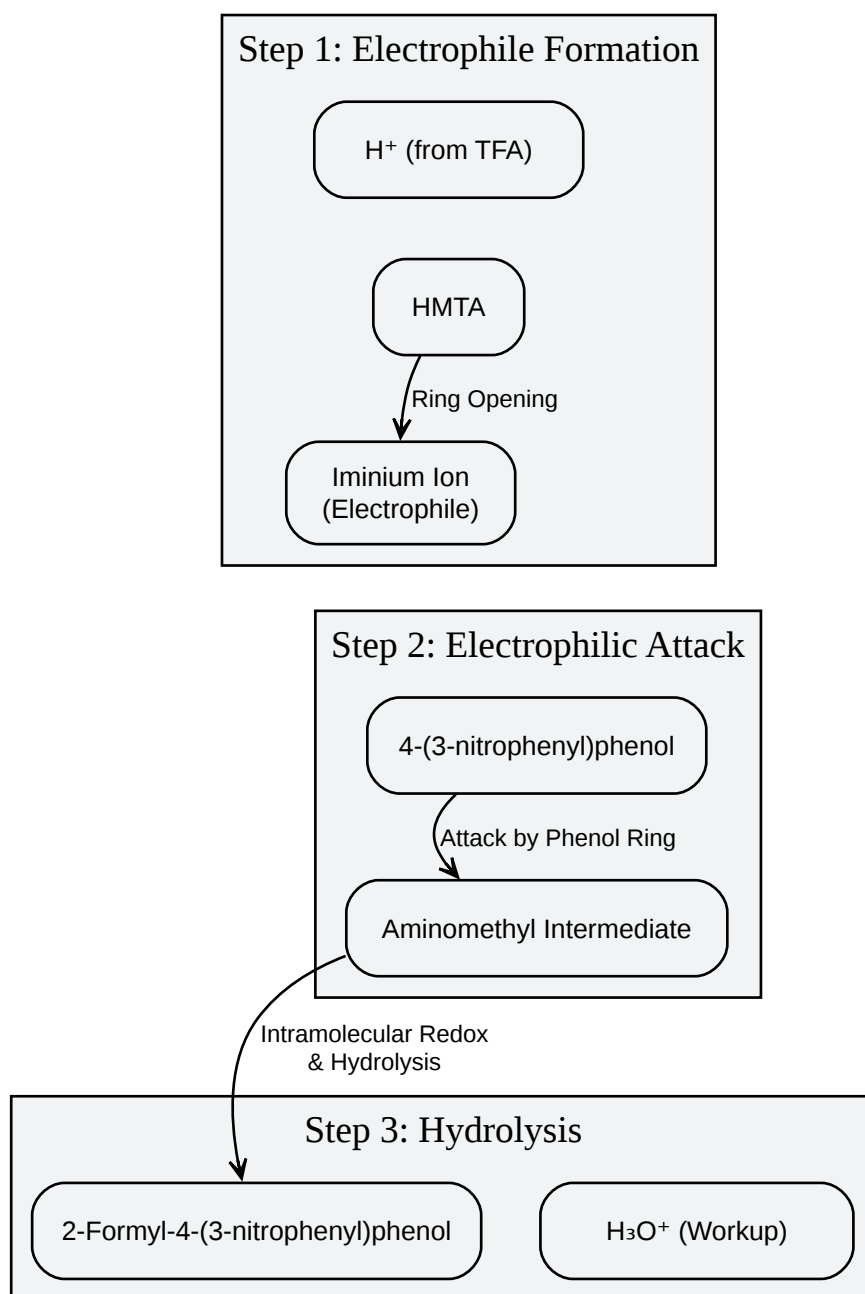 Step 1: Electrophile Formation
H⁺ (from TFA)
HMTA
Ring Opening
Iminium Ion
(Electrophile)
Step 2: Electrophilic Attack
4-(3-nitrophenyl)phenol
Attack by Phenol Ring
Aminomethyl Intermediate
Intramolecular Redox
& Hydrolysis
Step 3: Hydrolysis
2-Formyl-4-(3-nitrophenyl)phenol
H₃O⁺ (Workup)